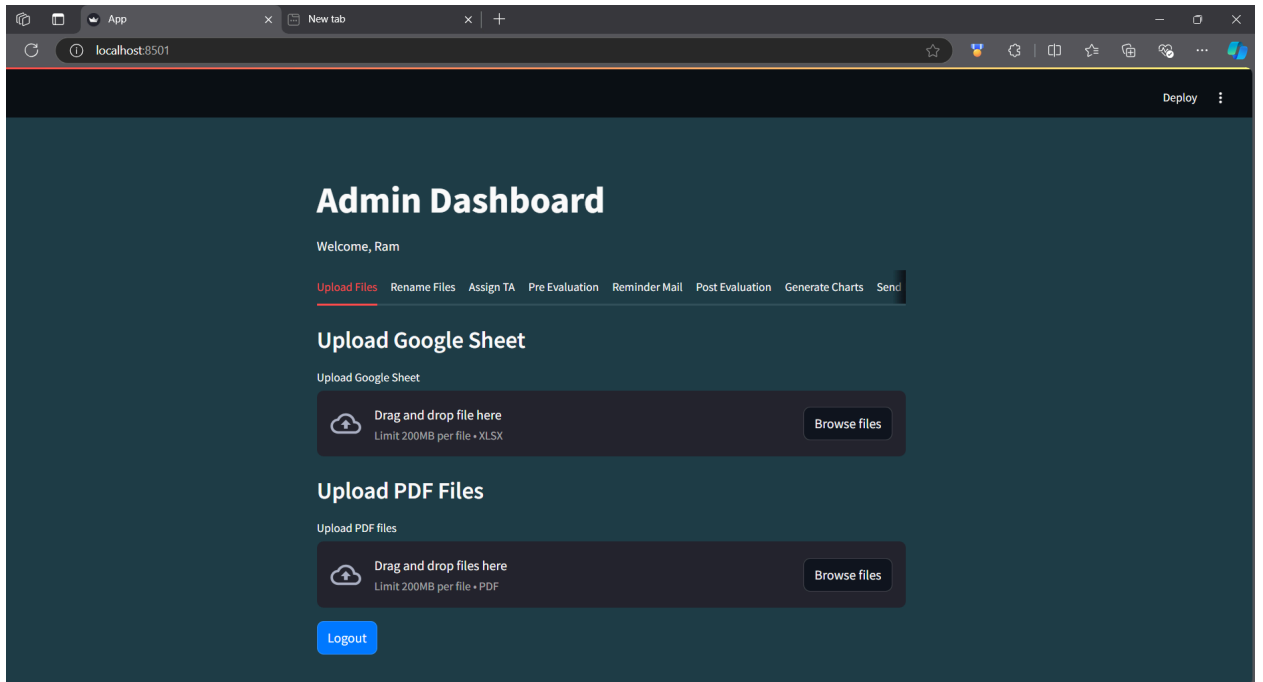 App New tab
localhost:8501
Deploy
Admin Dashboard
Welcome, Ram
Upload Files Rename Files Assign TA Pre Evaluation Reminder Mail Post Evaluation Generate Charts Send
Upload Google Sheet
Upload Google Sheet
Drag and drop file here
Limit 200MB per file • XLSX
Browse files
Upload PDF Files
Upload PDF files
Drag and drop files here
Limit 200MB per file • PDF
Browse files
Logout